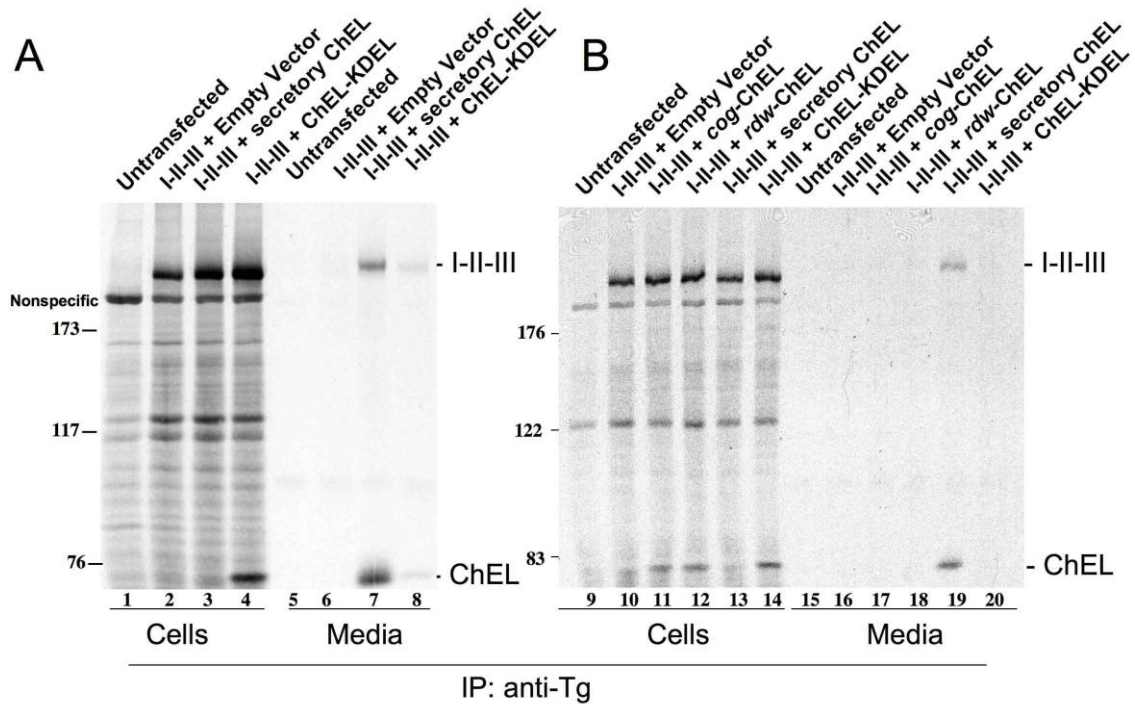 A
Untransfected
I-II-III + Empty Vector
I-II-III + secretory ChEL
I-II-III + ChEL-KDEL
Untransfected
I-II-III + Empty Vector
I-II-III + secretory ChEL
I-II-III + ChEL-KDEL
Nonspecific
173
117
76
- I-II-III
- ChEL
1 2 3 4 5 6 7 8
Cells Media
B
Untransfected
I-II-III + Empty Vector
I-II-III + cog-ChEL
I-II-III + rdw-ChEL
I-II-III + secretory ChEL
I-II-III + ChEL-KDEL
Untransfected
I-II-III + Empty Vector
I-II-III + cog-ChEL
I-II-III + rdw-ChEL
I-II-III + secretory ChEL
I-II-III + ChEL-KDEL
176
122
83
- I-II-III
- ChEL
9 10 11 12 13 14 15 16 17 18 19 20
Cells Media
IP: anti-Tg